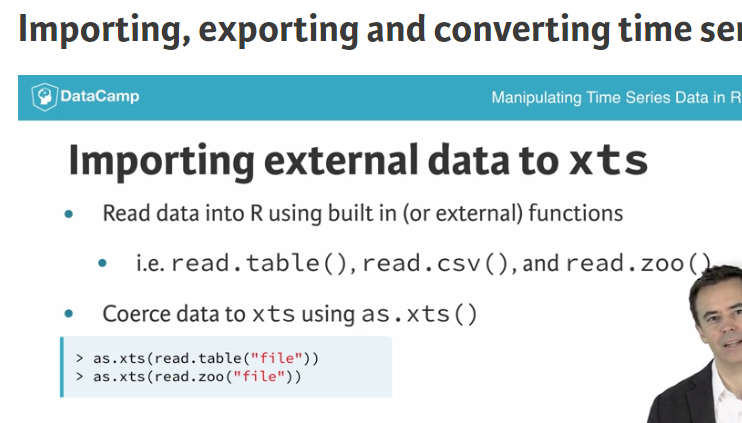 Importing, exporting and converting time ser
DataCamp
Manipulating Time Series Data in R
Importing external data to xts
• Read data into R using built in (or external) functions
• i.e. read.table(), read.csv(), and read.zoo()
• Coerce data to xts using as.xts()
> as.xts(read.table("file"))
> as.xts(read.zoo("file"))